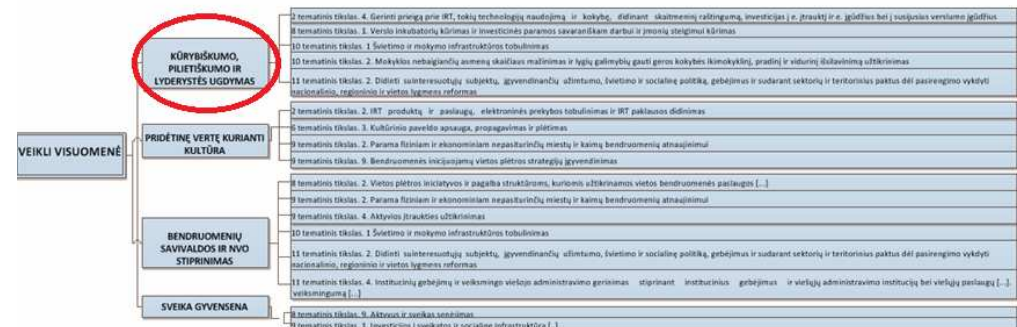 VEIKLI VISUOMENĖ
KŪRYBIŠKUMO,
PILIETIŠKUMO IR
LYDERYSTĖS UGDYMAS
2 tematinis tikslas. 4. Gerinti prieigą prie IRT, tokių technologijų naudojimą ir kokybę, didinant skaitmeninį raštingumą, investicijas į e. įtrauktį ir e. įgūdžius bei į susijusius verslumo įgūdžius
8 tematinis tikslas. 1. Verslo inkubatorių kūrimas ir investicinės paramos savarankiškam darbui ir įmonių steigimui kūrimas
10 tematinis tikslas. 1 Švietimo ir mokymo infrastruktūros tobulinimas
10 tematinis tikslas. 2. Mokyklos nebaigiančių asmenų skaičiaus mažinimas ir lygių galimybių gauti geros kokybės ikimokyklinį, pradinį ir vidurinį išsilavinimą užtikrinimas
11 tematinis tikslas. 2. Didinti suinteresuotųjų subjektų, įgyvendinančių užimtumo, švietimo ir socialinę politiką, gebėjimus ir sudarant sektorių ir teritorinius paktus dėl pasirengimo vykdyti
nacionalinio, regioninio ir vietos lygmens reformas
PRIDĖTINĘ VERTĘ KURIANTI
KULTŪRA
2 tematinis tikslas. 2. IRT produktų ir paslaugų, elektroninės prekybos tobulinimas ir IRT paklausos didinimas
6 tematinis tikslas. 3. Kultūrinio paveldo apsauga, propagavimas ir plėtimas
9 tematinis tikslas. 2. Parama fiziniam ir ekonominiam nepasiturinčių miestų ir kaimų bendruomenių atnaujinimui
9 tematinis tikslas. 9. Bendruomenės inicijuojamų vietos plėtros strategijų įgyvendinimas
BENDRUOMENIŲ
SAVIVALDOS IR NVO
STIPRINIMAS
8 tematinis tikslas. 2. Vietos plėtros iniciatyvos ir pagalba struktūroms, kuriomis užtikrinamos vietos bendruomenės paslaugos [...]
9 tematinis tikslas. 2. Parama fiziniam ir ekonominiam nepasiturinčių miestų ir kaimų bendruomenių atnaujinimui
9 tematinis tikslas. 4. Aktyvios įtraukties užtikrinimas
10 tematinis tikslas. 1 Švietimo ir mokymo infrastruktūros tobulinimas
11 tematinis tikslas. 2. Didinti suinteresuotųjų subjektų, įgyvendinančių užimtumo, švietimo ir socialinę politiką, gebėjimus ir sudarant sektorių ir teritorinius paktus dėl pasirengimo vykdyti
nacionalinio, regioninio ir vietos lygmens reformas
11 tematinis tikslas. 4. Institucinių gebėjimų ir veiksmingo viešojo administravimo gerinimas stiprinant institucinius gebėjimus ir viešųjų administravimo institucijų bei viešųjų paslaugų [...].
veiksmingumą [...]
SVEIKA GYVENSENA
8 tematinis tikslas. 9. Aktyvus ir sveikas senėjimas
9 tematinis tikslas. 1. Investicijos į sveikatos ir socialinę infrastruktūrą [..]